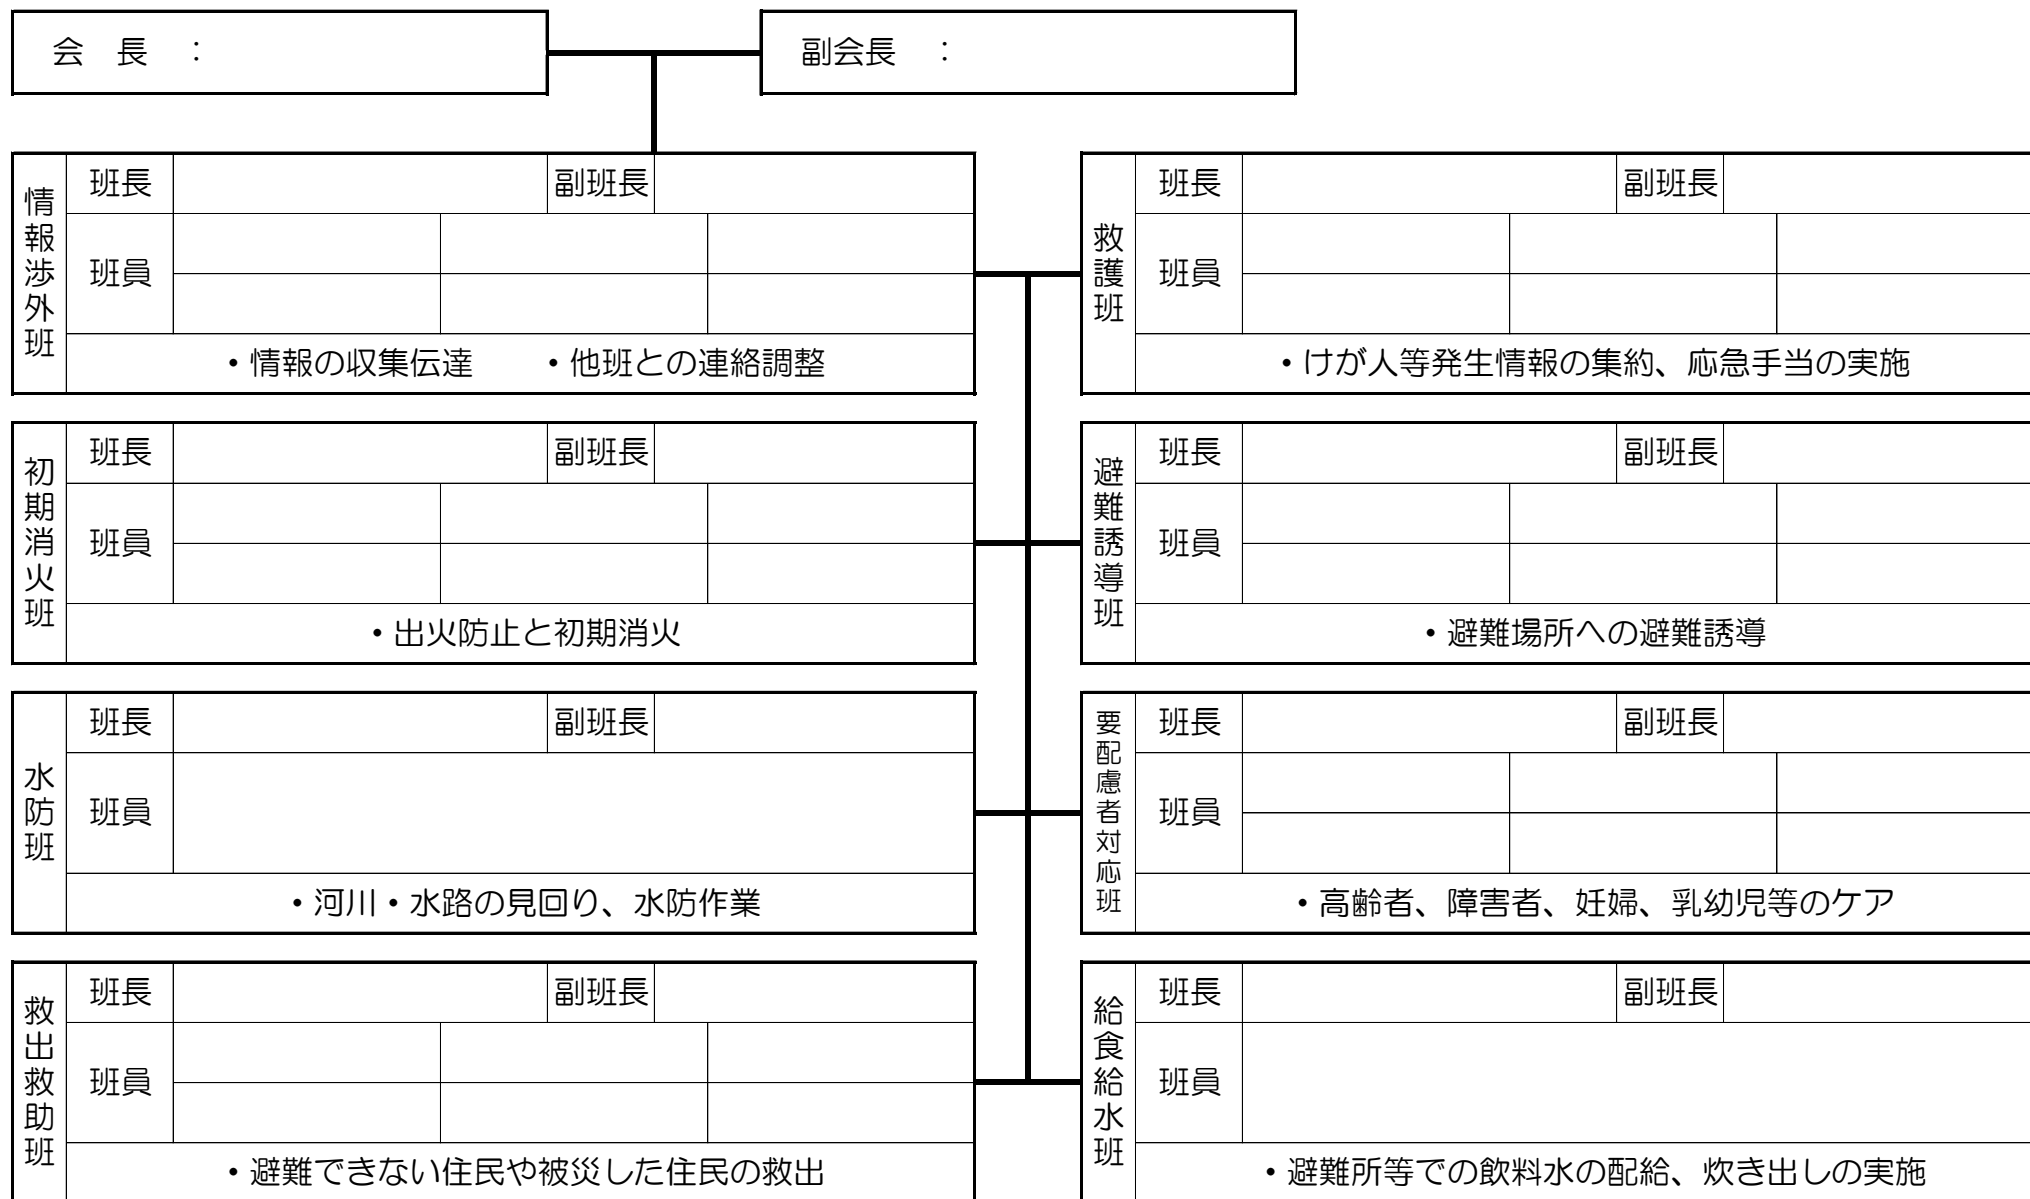 会　長　：
副会長　：
情報渉外班
班長
副班長
班員
・情報の収集伝達　　・他班との連絡調整
救護班
班長
副班長
班員
・けが人等発生情報の集約、応急手当の実施
初期消火班
班長
副班長
班員
・出火防止と初期消火
避難誘導班
班長
副班長
班員
・避難場所への避難誘導
水防班
班長
副班長
班員
・河川・水路の見回り、水防作業
要配慮者対応班
班長
副班長
班員
・高齢者、障害者、妊婦、乳幼児等のケア
救出救助班
班長
副班長
班員
・避難できない住民や被災した住民の救出
給食給水班
班長
副班長
班員
・避難所等での飲料水の配給、炊き出しの実施